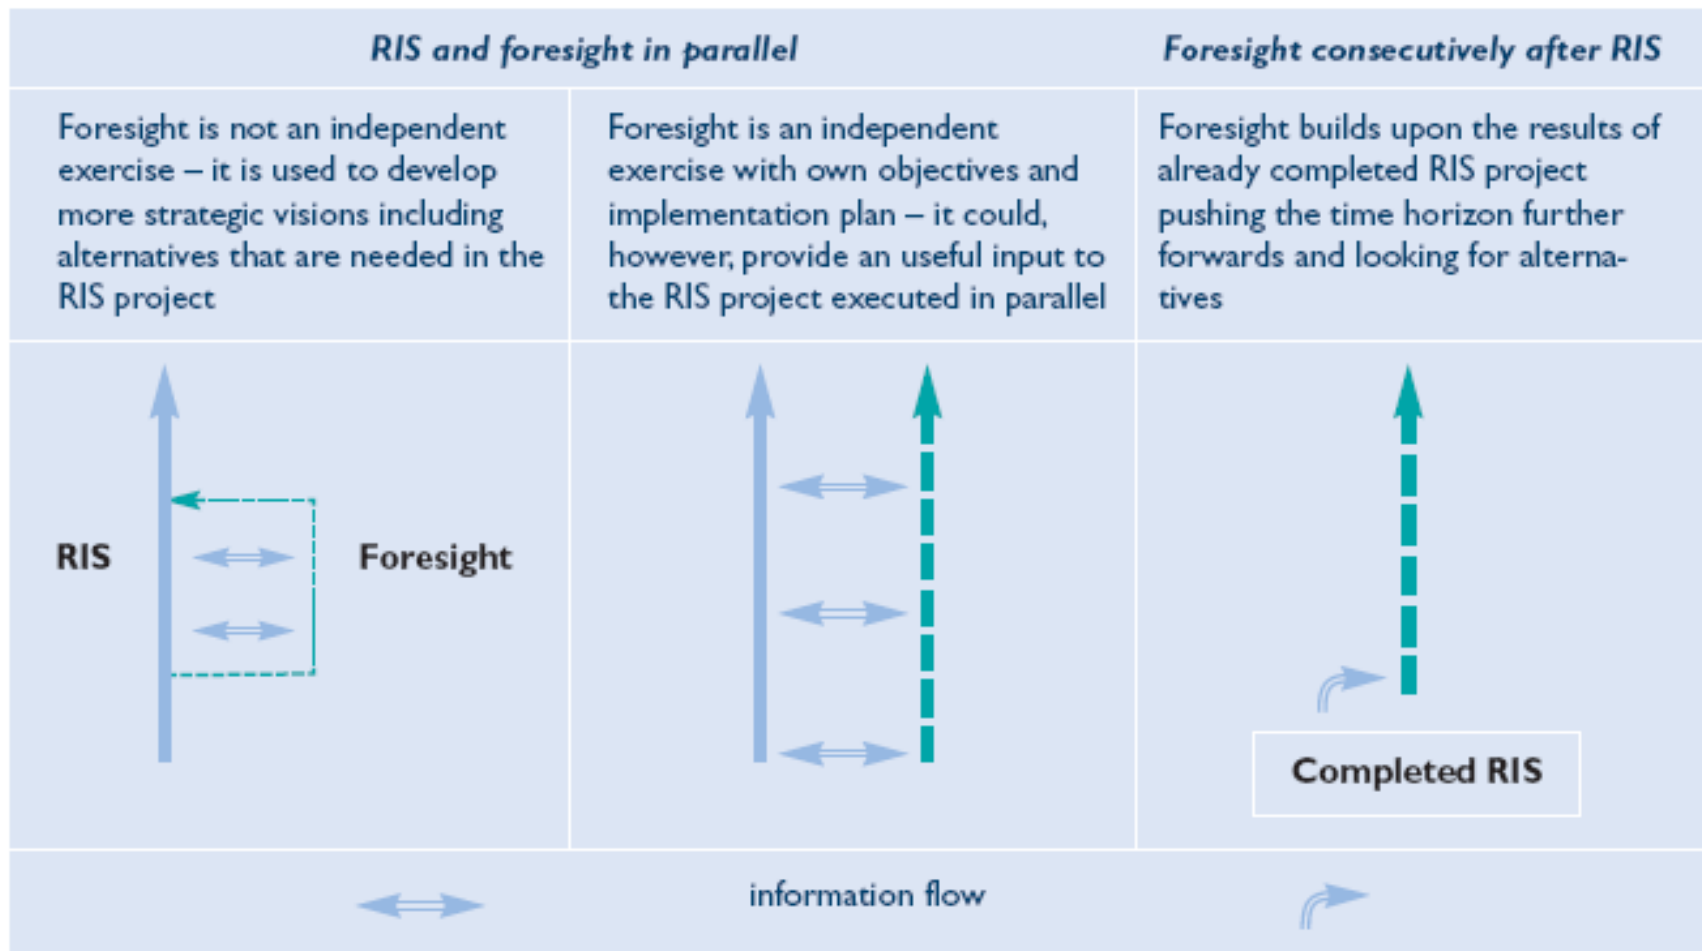 RIS and foresight in parallel
Foresight consecutively after RIS
Foresight is not an independent
exercise – it is used to develop
more strategic visions including
alternatives that are needed in the
RIS project
Foresight is an independent
exercise with own objectives and
implementation plan – it could,
however, provide an useful input to
the RIS project executed in parallel
Foresight builds upon the results of
already completed RIS project
pushing the time horizon further
forwards and looking for alterna-
tives
RIS
Foresight
Completed RIS
information flow